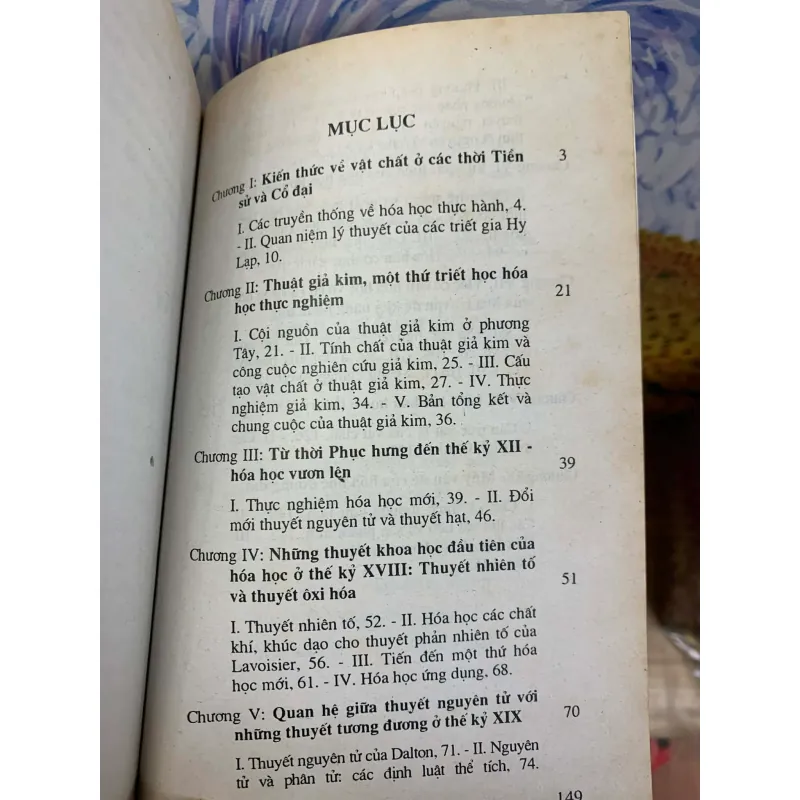 MỤC LỤC
Chương I: Kiến thức về vật chất ở các thời Tiền 3
sử và Cổ đại
I. Các truyền thống về hóa học thực hành, 4.
- II. Quan niệm lý thuyết của các triết gia Hy
Lạp, 10.
Chương II: Thuật giả kim, một thứ triết học hóa
học thực nghiệm 21
I. Cội nguồn của thuật giả kim ở phương
Tây, 21. - II. Tính chất của thuật giả kim và
công cuộc nghiên cứu giả kim, 25. - III. Cấu
tạo vật chất ở thuật giả kim, 27. - IV. Thực
nghiệm giả kim, 34. - V. Bản tổng kết và
chung cuộc của thuật giả kim, 36.
Chương III: Từ thời Phục hưng đến thế kỷ XII -
hóa học vươn lên 39
I. Thực nghiệm hóa học mới, 39. - II. Đổi
mới thuyết nguyên tử và thuyết hạt, 46.
Chương IV: Những thuyết khoa học đầu tiên của
hóa học ở thế kỷ XVIII: Thuyết nhiên tố 51
và thuyết ôxi hóa
I. Thuyết nhiên tố, 52. - II. Hóa học các chất
khí, khúc dạo cho thuyết phản nhiên tố của
Lavoisier, 56. - III. Tiến đến một thứ hóa
học mới, 61. - IV. Hóa học ứng dụng, 68.
Chương V: Quan hệ giữa thuyết nguyên tử với 70
những thuyết tương đương ở thế kỷ XIX
I. Thuyết nguyên tử của Dalton, 71. - II. Nguyên
tử và phân tử: các định luật thể tích, 74.
149